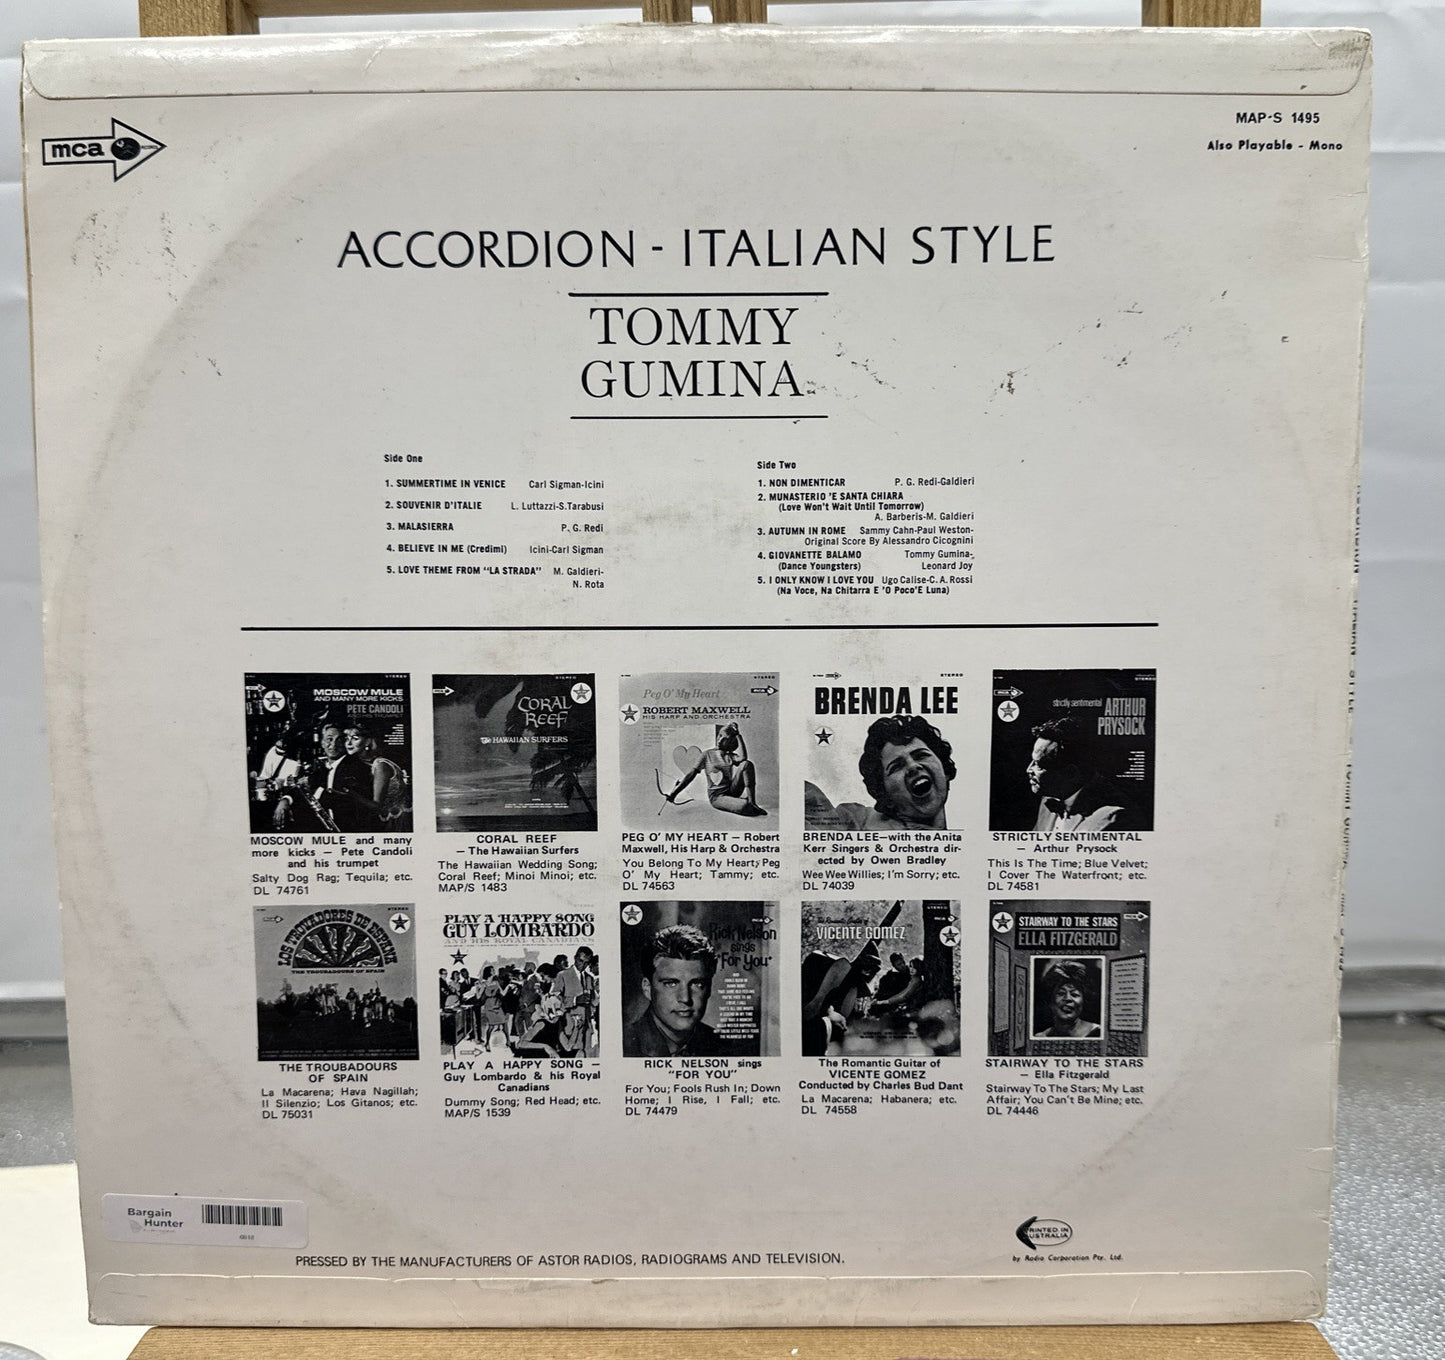 mca
MAP-S 1495
Also Playable - Mono
ACCORDION - ITALIAN STYLE
TOMMY
GUMINA
Side One
1. SUMMERTIME IN VENICE Carl Sigman-Icini
2. SOUVENIR D'ITALIE L. Luttazzi-S.Tarabusi
3. MALASIERRA P. G. Redi
4. BELIEVE IN ME (Credimi) Icini-Carl Sigman
5. LOVE THEME FROM "LA STRADA" M. Galdieri-
N. Rota
Side Two
1. NON DIMENTICAR P. G. Redi-Galdieri
2. MUNASTERIO 'E SANTA CHIARA
(Love Won't Wait Until Tomorrow)
A. Barberis-M. Galdieri
3. AUTUMN IN ROME Sammy Cahn-Paul Weston-
Original Score By Alessandro Cicognini
4. GIOVANETTE BALAMO Tommy Gumina-
(Dance Youngsters) Leonard Joy
5. I ONLY KNOW I LOVE YOU Ugo Calise-C. A. Rossi
(Na Voce, Na Chitarra E 'O Poco'E Luna)
MOSCOW MULE
AND MANY MORE KICKS
PETE CANDOLI
AND HIS TRUMPET
MOSCOW MULE and many
more kicks – Pete Candoli
and his trumpet
Salty Dog Rag; Tequila; etc.
DL 74761
CORAL
REEF
The HAWAIIAN SURFERS
CORAL REEF
– The Hawaiian Surfers
The Hawaiian Wedding Song;
Coral Reef; Minoi Minoi; etc.
MAP/S 1483
Peg O' My Heart
ROBERT MAXWELL
HIS HARP AND ORCHESTRA
PEG O' MY HEART – Robert
Maxwell, His Harp & Orchestra
You Belong To My Heart; Peg
O' My Heart; Tammy; etc.
DL 74563
STEREO
BRENDA LEE
BRENDA LEE—with the Anita
Kerr Singers & Orchestra dir-
ected by Owen Bradley
Wee Wee Willies; I'm Sorry; etc.
DL 74039
strictly sentimental ARTHUR
PRYSOCK
STRICTLY SENTIMENTAL
– Arthur Prysock
This Is The Time; Blue Velvet;
I Cover The Waterfront; etc.
DL 74581
LOS TROVADORES DE ESPAÑA
THE TROUBADOURS OF SPAIN
THE TROUBADOURS
OF SPAIN
La Macarena; Hava Nagillah;
Il Silenzio; Los Gitanos; etc.
DL 75031
PLAY A HAPPY SONG
GUY LOMBARDO
AND HIS ROYAL CANADIANS
PLAY A HAPPY SONG –
Guy Lombardo & his Royal
Canadians
Dummy Song; Red Head; etc.
MAP/S 1539
Rick Nelson
sings
"For You"
RICK NELSON sings
"FOR YOU"
For You; Fools Rush In; Down
Home; I Rise, I Fall; etc.
DL 74479
The Romantic Guitar of
VICENTE GOMEZ
The Romantic Guitar of
VICENTE GOMEZ
Conducted by Charles Bud Dant
La Macarena; Habanera; etc.
DL 74558
STAIRWAY TO THE STARS
ELLA FITZGERALD
STAIRWAY TO THE STARS
– Ella Fitzgerald
Stairway To The Stars; My Last
Affair; You Can't Be Mine; etc.
DL 74446
Bargain
Hunter
PRESSED BY THE MANUFACTURERS OF ASTOR RADIOS, RADIOGRAMS AND TELEVISION.
PRINTED IN
AUSTRALIA
by Radio Corporation Pty. Ltd.